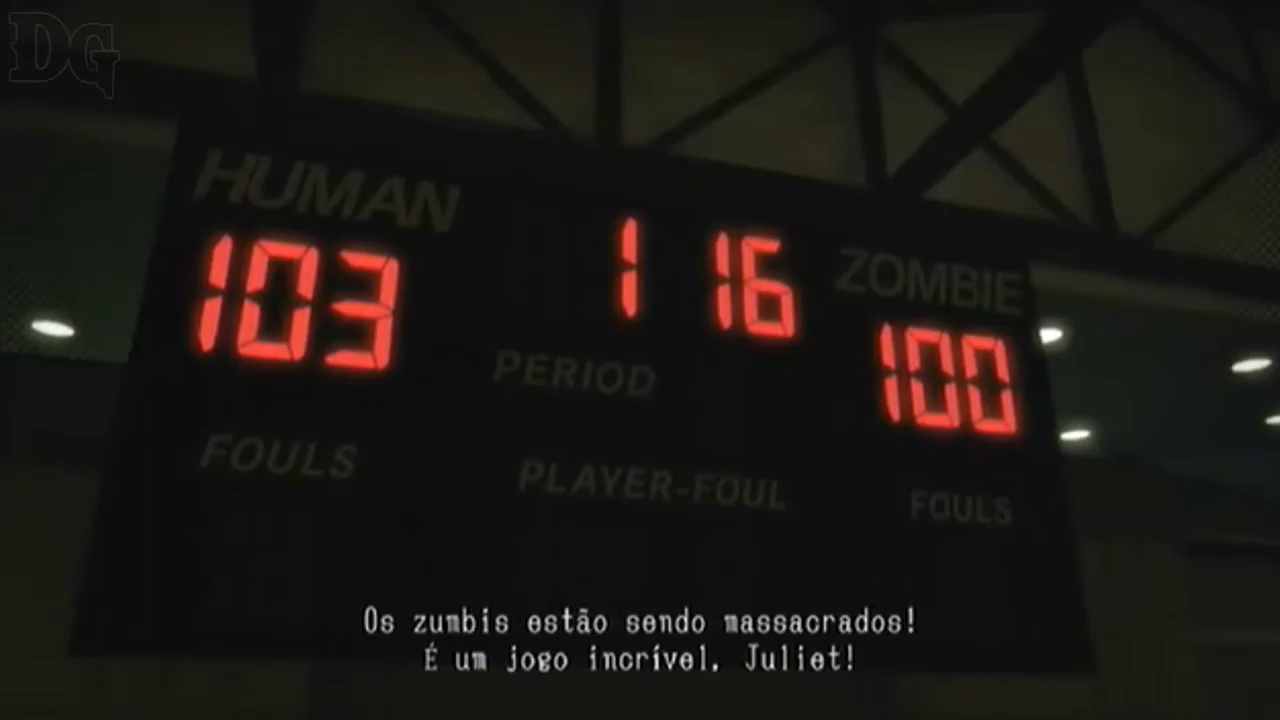 DG
HUMAN
103
1 16
ZOMBIE
100
PERIOD
FOULS
PLAYER-FOUL
FOULS
Os zumbis estão sendo massacrados!
É um jogo incrível, Juliet!